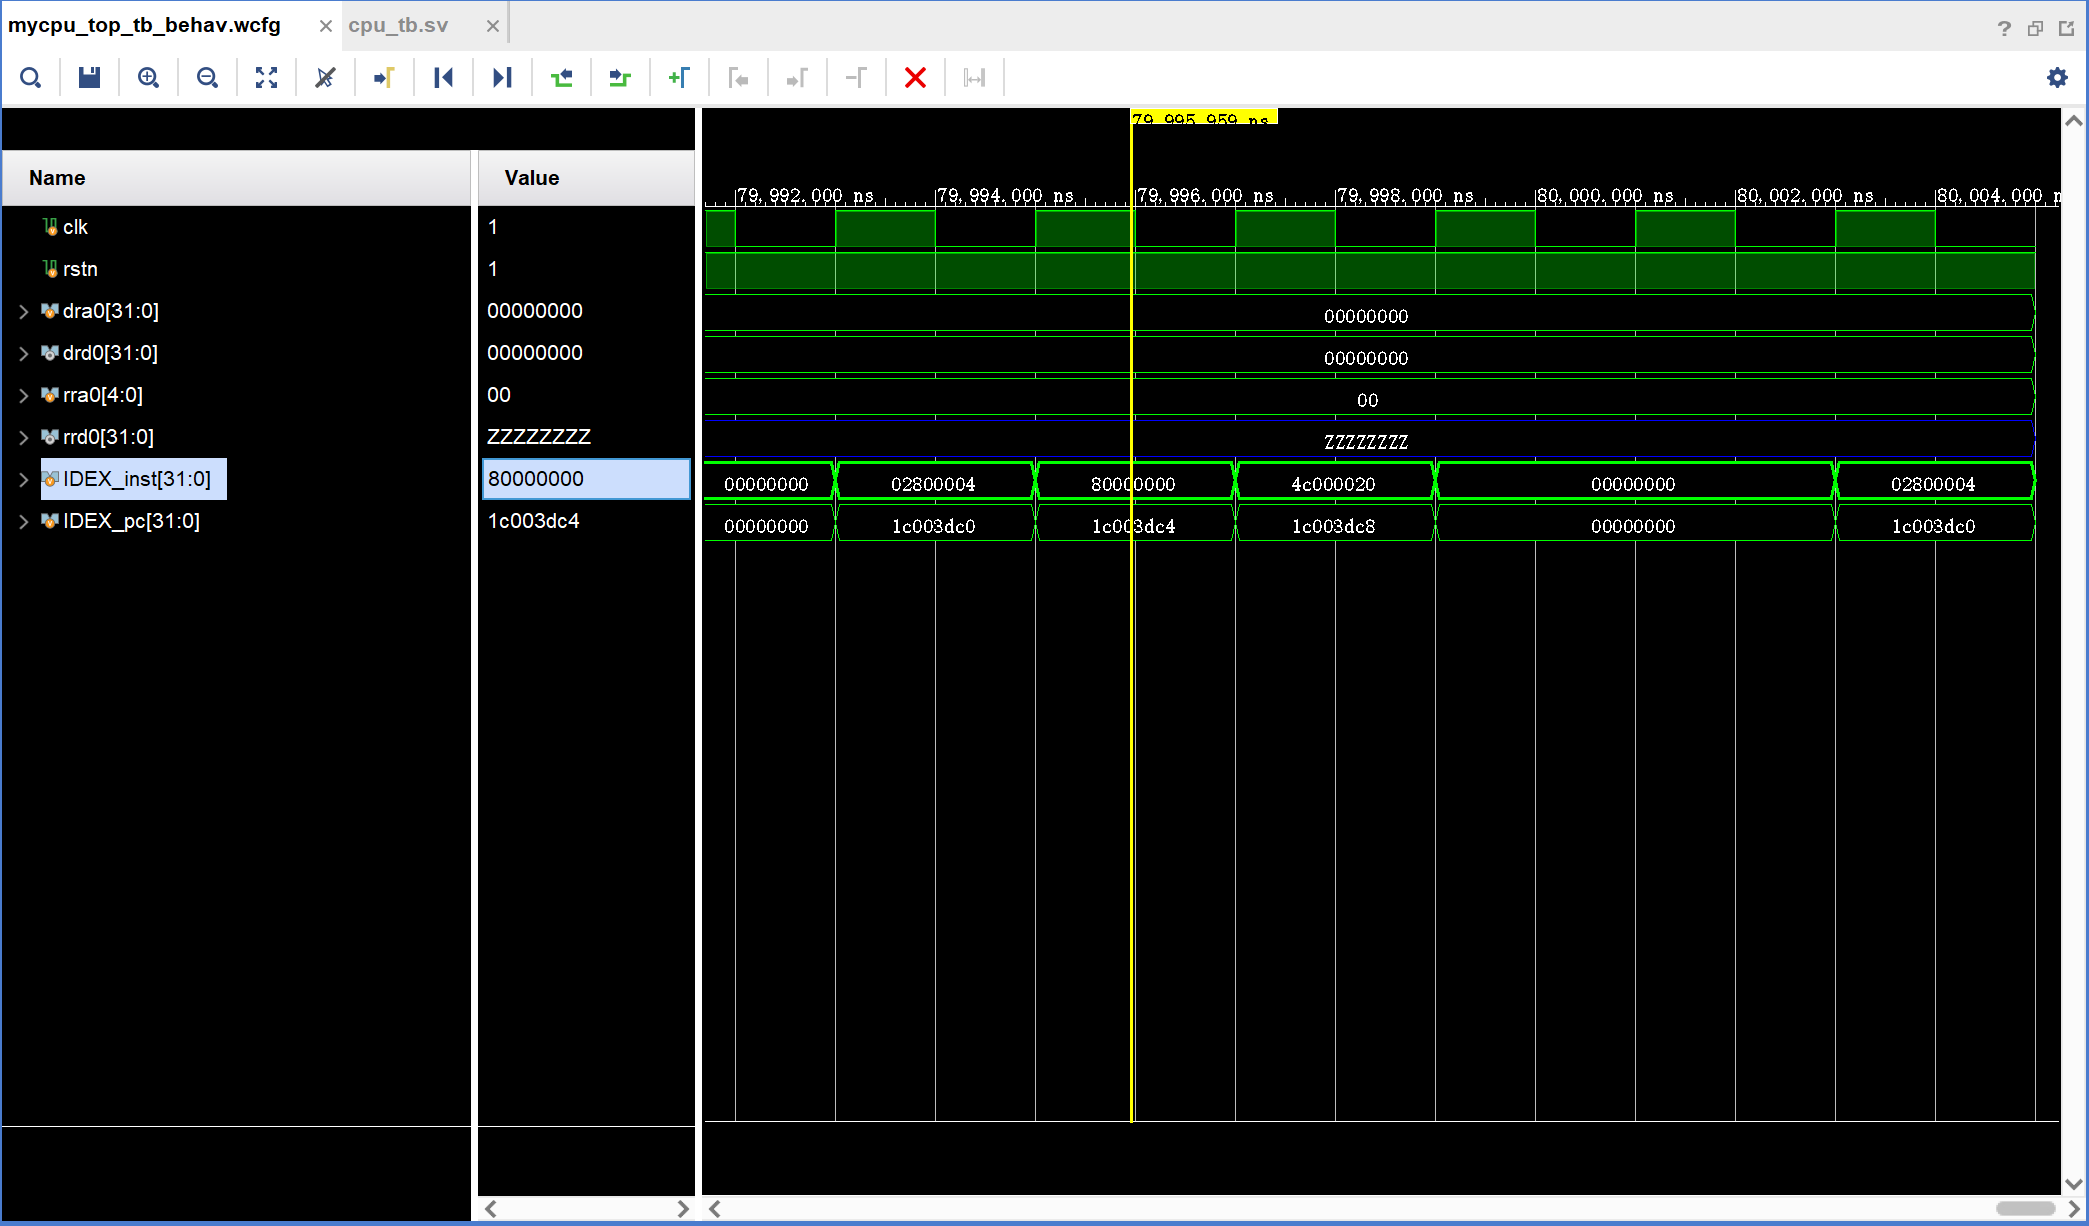 mycpu_top_tb_behav.wcfg
cpu_tb.sv
?
79,995.959 ns
Name
Value
79,992.000 ns
79,994.000 ns
79,996.000 ns
79,998.000 ns
80,000.000 ns
80,002.000 ns
80,004.000
clk
1
rstn
1
dra0[31:0]
00000000
00000000
drd0[31:0]
00000000
00000000
rra0[4:0]
00
00
rrd0[31:0]
ZZZZZZZZ
ZZZZZZZZ
IDEX_inst[31:0]
80000000
00000000
02800004
80000000
4c000020
00000000
02800004
IDEX_pc[31:0]
1c003dc4
00000000
1c003dc0
1c003dc4
1c003dc8
00000000
1c003dc0